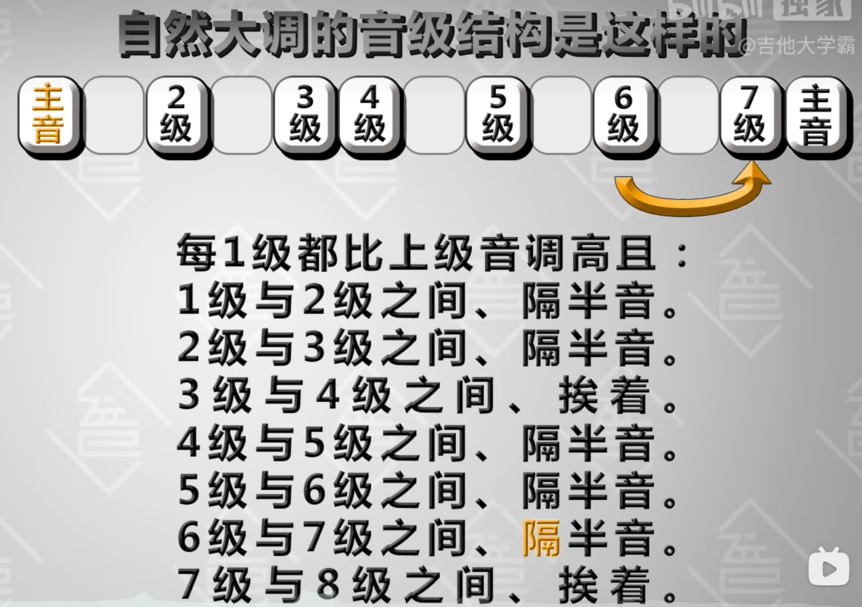 bilibili 独家
自然大调的音级结构是这样的
@吉他大学霸
主音 2级 3级 4级 5级 6级 7级 主音
每1级都比上级音调高且：
1级与2级之间、隔半音。
2级与3级之间、隔半音。
3级与4级之间、挨着。
4级与5级之间、隔半音。
5级与6级之间、隔半音。
6级与7级之间、隔半音。
7级与8级之间、挨着。